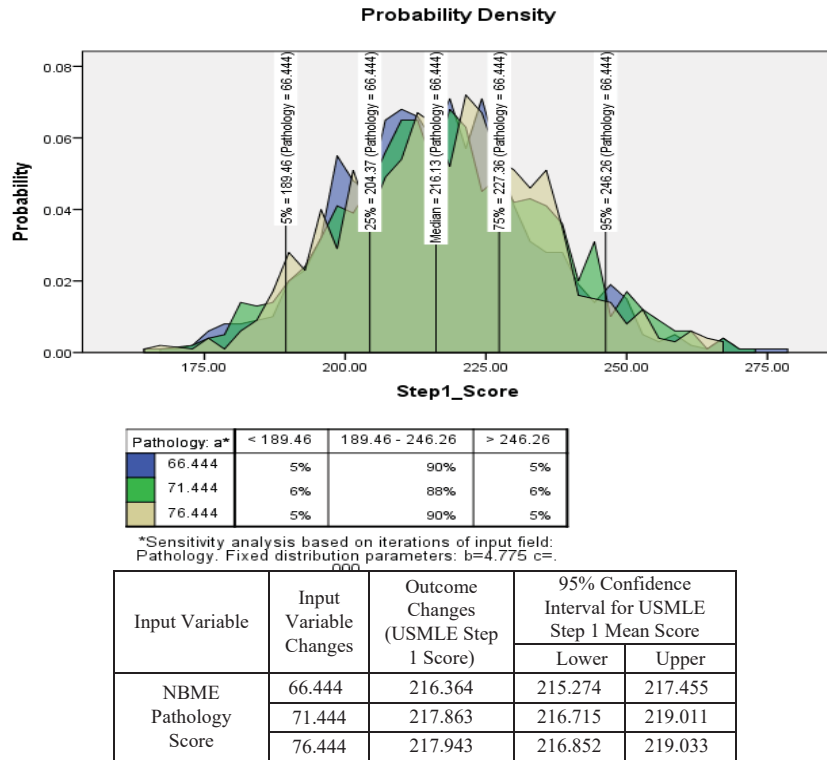 Probability Density
Probability
0.08
0.06
0.04
0.02
0.00
5% = 189.46 (Pathology = 66.444)
25% = 204.37 (Pathology = 66.444)
Median = 216.13 (Pathology = 66.444)
75% = 227.36 (Pathology = 66.444)
95% = 246.26 (Pathology = 66.444)
175.00 200.00 225.00 250.00 275.00
Step1_Score
Pathology: a* < 189.46 189.46 - 246.26 > 246.26
66.444 5% 90% 5%
71.444 6% 88% 6%
76.444 5% 90% 5%
*Sensitivity analysis based on iterations of input field:
Pathology. Fixed distribution parameters: b=4.775 c=.
000
Input Variable
Input
Variable
Changes
Outcome
Changes
(USMLE Step
1 Score)
95% Confidence
Interval for USMLE
Step 1 Mean Score
Lower Upper
NBME
Pathology
Score
66.444 216.364 215.274 217.455
71.444 217.863 216.715 219.011
76.444 217.943 216.852 219.033